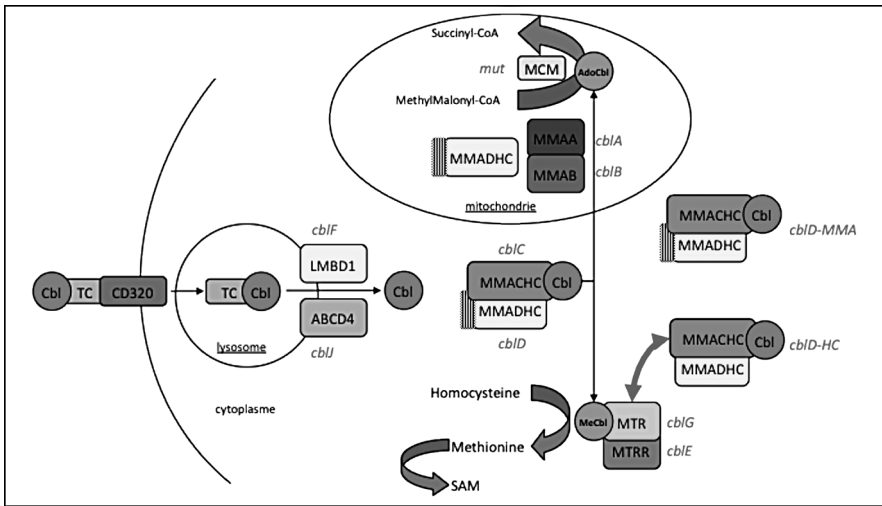 Succinyl-CoA
mut
MCM
AdoCbl
MethylMalonyl-CoA
MMADHC
MMAA
cblA
MMAB
cblB
mitochondrie
MMACHC
Cbl
MMADHC
cblD-MMA
cblF
LMBD1
Cbl
TC
CD320
TC
Cbl
Cbl
ABCD4
cblJ
lysosome
cytoplasme
cblC
MMACHC
Cbl
MMADHC
cblD
MMACHC
Cbl
cblD-HC
MMADHC
Homocysteine
MeCbl
MTR
cblG
Methionine
MTRR
cblE
SAM